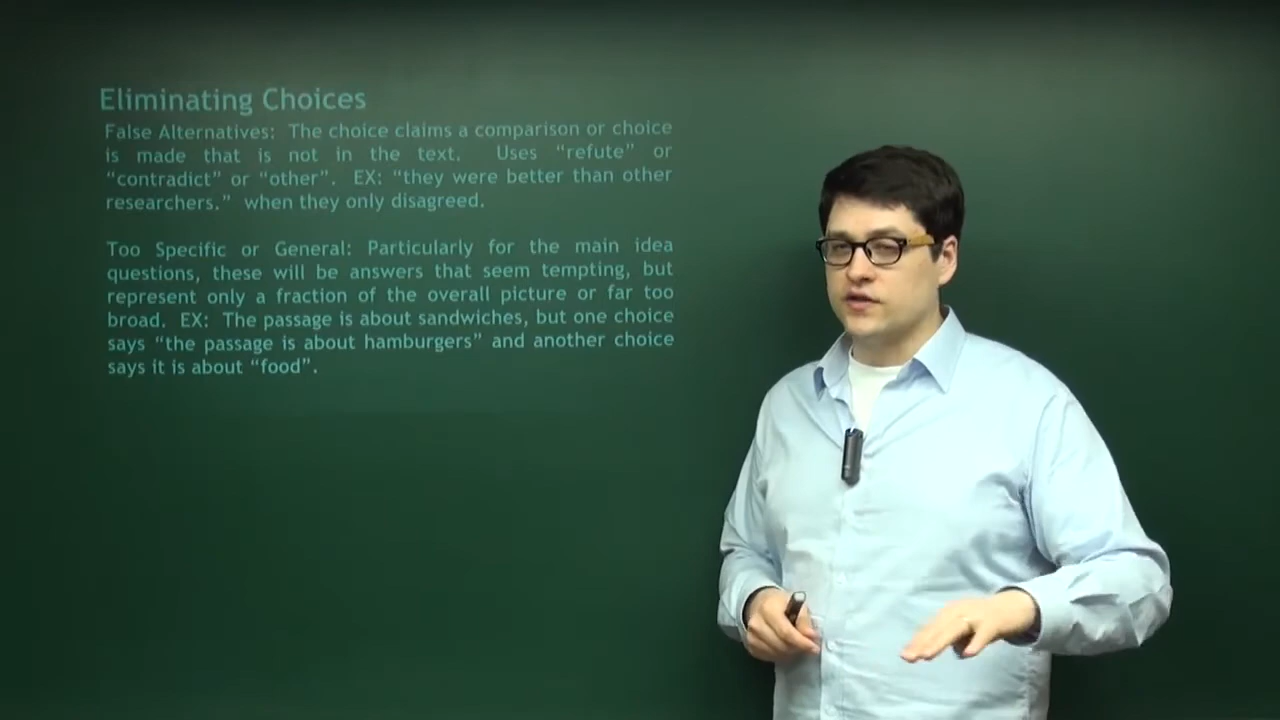 Eliminating Choices
False Alternatives: The choice claims a comparison or choice
is made that is not in the text. Uses “refute” or
“contradict” or “other”. EX: “they were better than other
researchers.” when they only disagreed.
Too Specific or General: Particularly for the main idea
questions, these will be answers that seem tempting, but
represent only a fraction of the overall picture or far too
broad. EX: The passage is about sandwiches, but one choice
says “the passage is about hamburgers” and another choice
says it is about “food”.